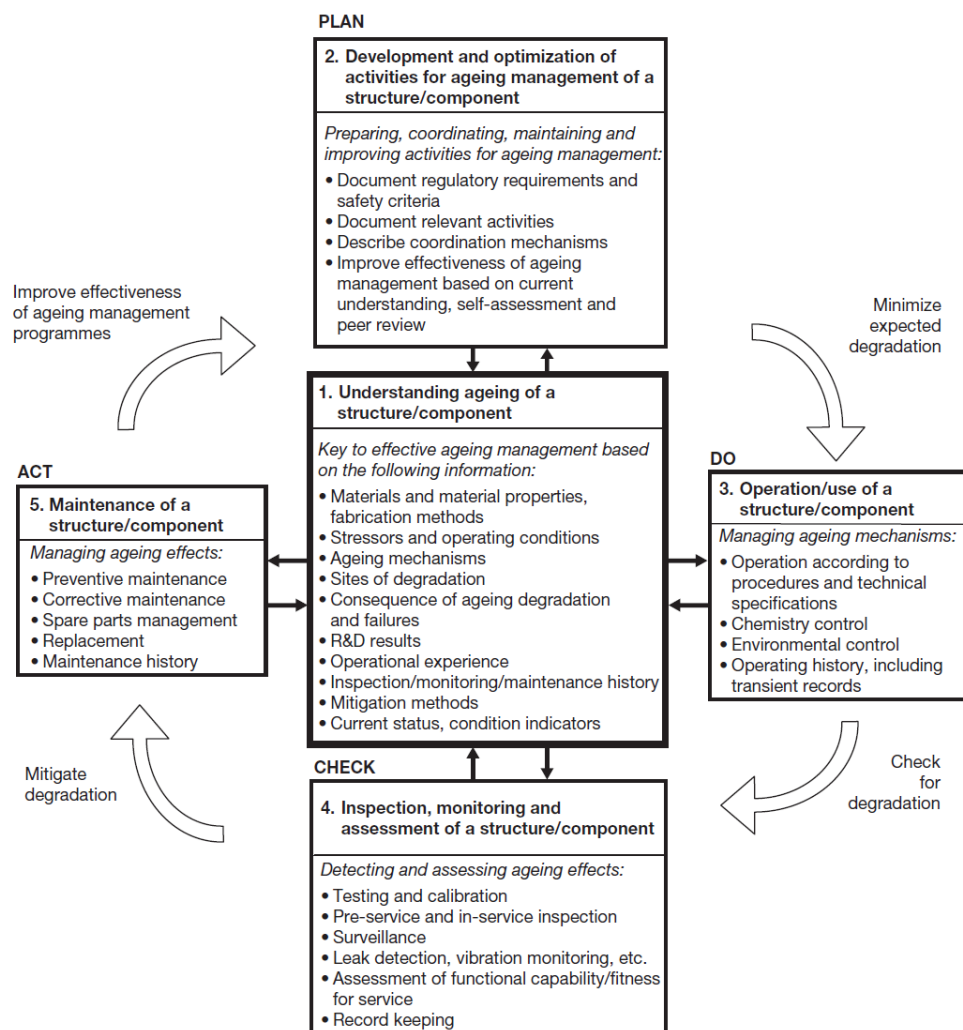 PLAN
2. Development and optimization of
activities for ageing management of a
structure/component
Preparing, coordinating, maintaining and
improving activities for ageing management:
• Document regulatory requirements and
safety criteria
• Document relevant activities
• Describe coordination mechanisms
• Improve effectiveness of ageing
management based on current
understanding, self-assessment and
peer review
Improve effectiveness
of ageing management
programmes
Minimize
expected
degradation
1. Understanding ageing of a
structure/component
Key to effective ageing management based
on the following information:
• Materials and material properties,
fabrication methods
• Stressors and operating conditions
• Ageing mechanisms
• Sites of degradation
• Consequence of ageing degradation
and failures
• R&D results
• Operational experience
• Inspection/monitoring/maintenance history
• Mitigation methods
• Current status, condition indicators
ACT
5. Maintenance of a
structure/component
Managing ageing effects:
• Preventive maintenance
• Corrective maintenance
• Spare parts management
• Replacement
• Maintenance history
DO
3. Operation/use of a
structure/component
Managing ageing mechanisms:
• Operation according to
procedures and technical
specifications
• Chemistry control
• Environmental control
• Operating history, including
transient records
Mitigate
degradation
Check
for
degradation
CHECK
4. Inspection, monitoring and
assessment of a structure/component
Detecting and assessing ageing effects:
• Testing and calibration
• Pre-service and in-service inspection
• Surveillance
• Leak detection, vibration monitoring, etc.
• Assessment of functional capability/fitness
for service
• Record keeping